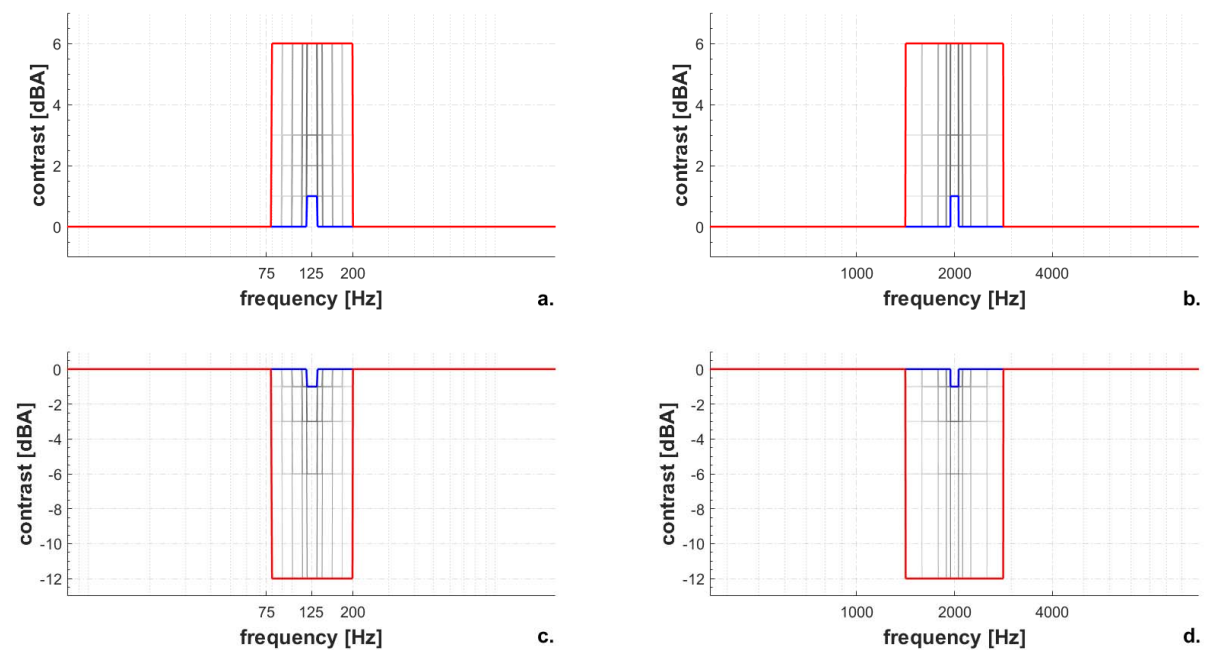 contrast [dBA]
6
4
2
0
75 125 200
frequency [Hz]
a.
contrast [dBA]
6
4
2
0
1000 2000 4000
frequency [Hz]
b.
contrast [dBA]
0
-2
-4
-6
-8
-10
-12
75 125 200
frequency [Hz]
c.
contrast [dBA]
0
-2
-4
-6
-8
-10
-12
1000 2000 4000
frequency [Hz]
d.